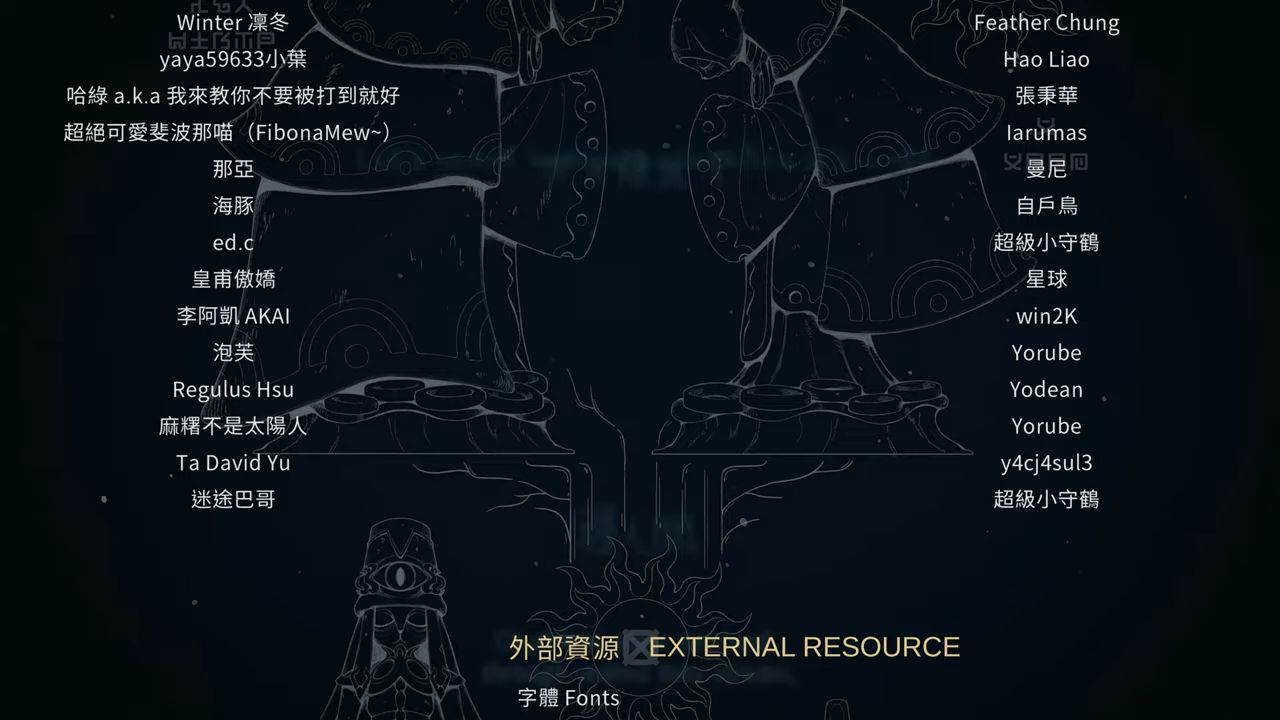 Winter 凛冬
yaya59633小葉
哈綠 a.k.a 我來教你不要被打到就好
超絕可愛斐波那喵（FibonaMew~）
那亞
海豚
ed.c
皇甫傲嬌
李阿凱 AKAI
泡芙
Regulus Hsu
麻糬不是太陽人
Ta David Yu
迷途巴哥
Feather Chung
Hao Liao
張秉華
Iarumas
曼尼
自戶鳥
超級小守鶴
星球
win2K
Yorube
Yodean
Yorube
y4cj4sul3
超級小守鶴
外部資源 EXTERNAL RESOURCE
字體 Fonts